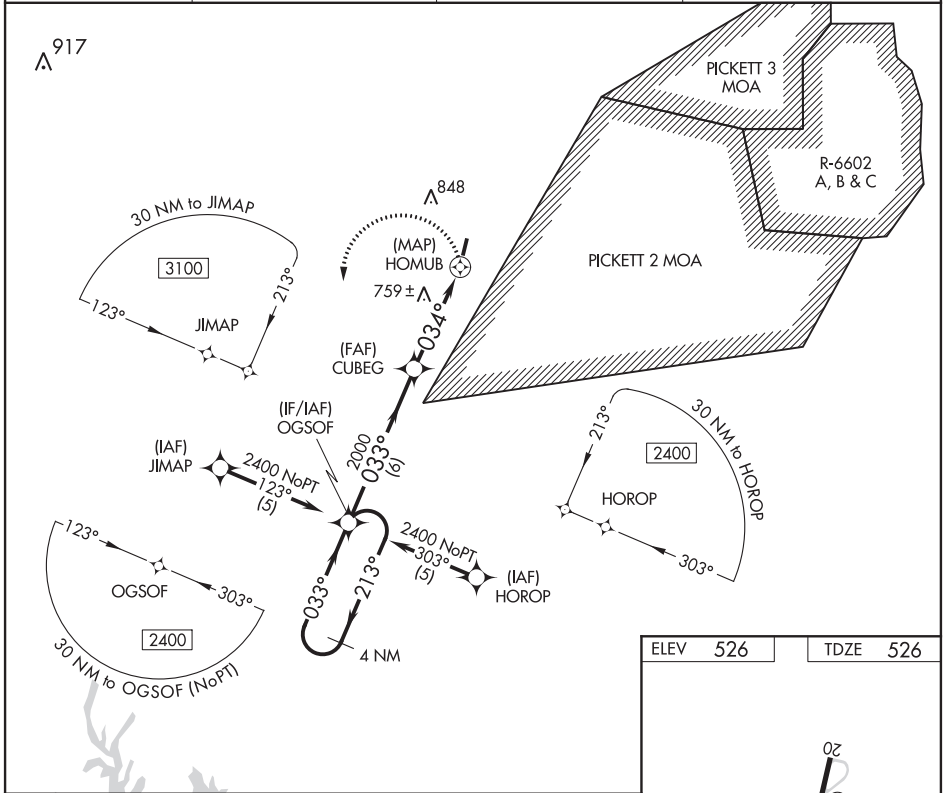 917
PICKETT 3
MOA
R-6602
A, B & C
848
30 NM to JIMAP
(MAP)
HOMUB
3100
PICKETT 2 MOA
213°
759 ±
123°
JIMAP
034°
(FAF)
CUBEG
(IF/IAF)
OGSOF
30 NM to HOROP
213°
2400
(IAF)
JIMAP
2000
033°
(6)
2400 NoPT
123°
(5)
HOROP
123°
2400 NoPT
303°
(5)
303°
(IAF)
HOROP
OGSOF
303°
033°
213°
2400
4 NM
30 NM to OGSOF (NoPT)
ELEV 526
TDZE 526
20